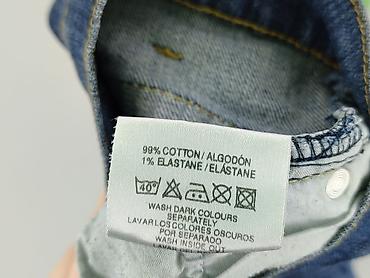 99% COTTON/ALGODÓN
1% ELASTANE/ELASTANE
40°
WASH DARK COLOURS
SEPARATELY
LAVAR LOS COLORES OSCUROS
POR SEPARADO
WASH INSIDE OUT